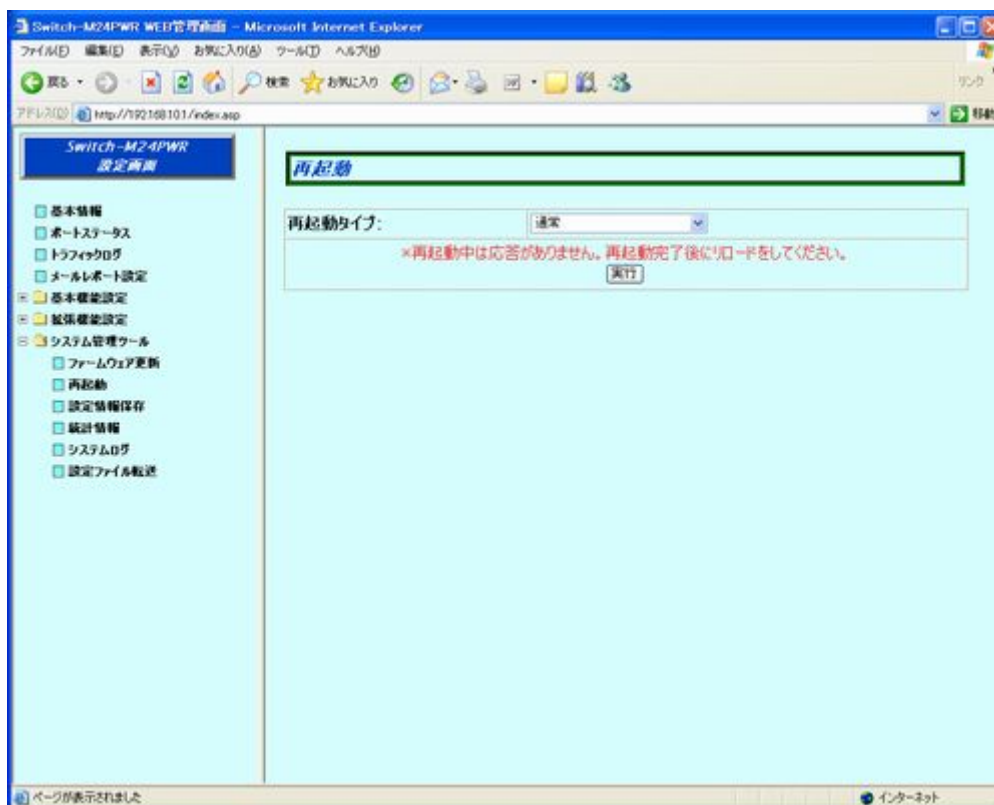 Switch-M24PWR WEB管理画面 - Microsoft Internet Explorer
ファイル(F) 編集(E) 表示(V) お気に入り(A) ツール(T) ヘルプ(H)
戻る 検索 お気に入り リンク
アドレス(D) http://192.168.10.1/index.asp 移動
Switch-M24PWR
設定画面
再起動
基本情報
ポートステータス
トラフィックログ
メールレポート設定
基本機能設定
拡張機能設定
システム管理ツール
ファームウェア更新
再起動
設定情報保存
統計情報
システムログ
設定ファイル転送
再起動タイプ: 通常
※再起動中は応答がありません。再起動完了後にリロードをしてください。
実行
ページが表示されました インターネット